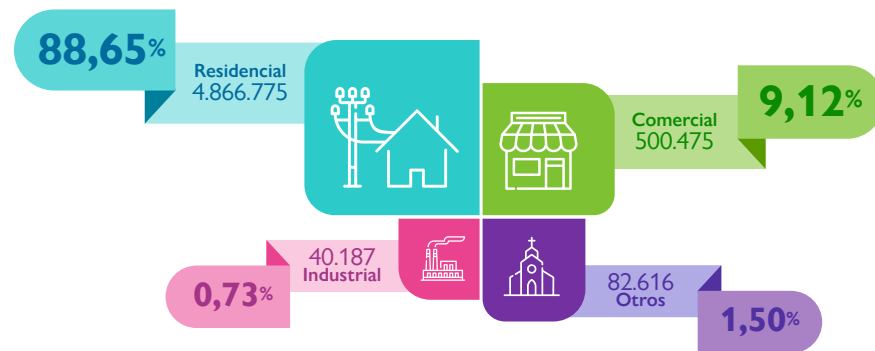 88,65%
Residencial
4.866.775
9,12%
Comercial
500.475
40.187
Industrial
0,73%
82.616
Otros
1,50%